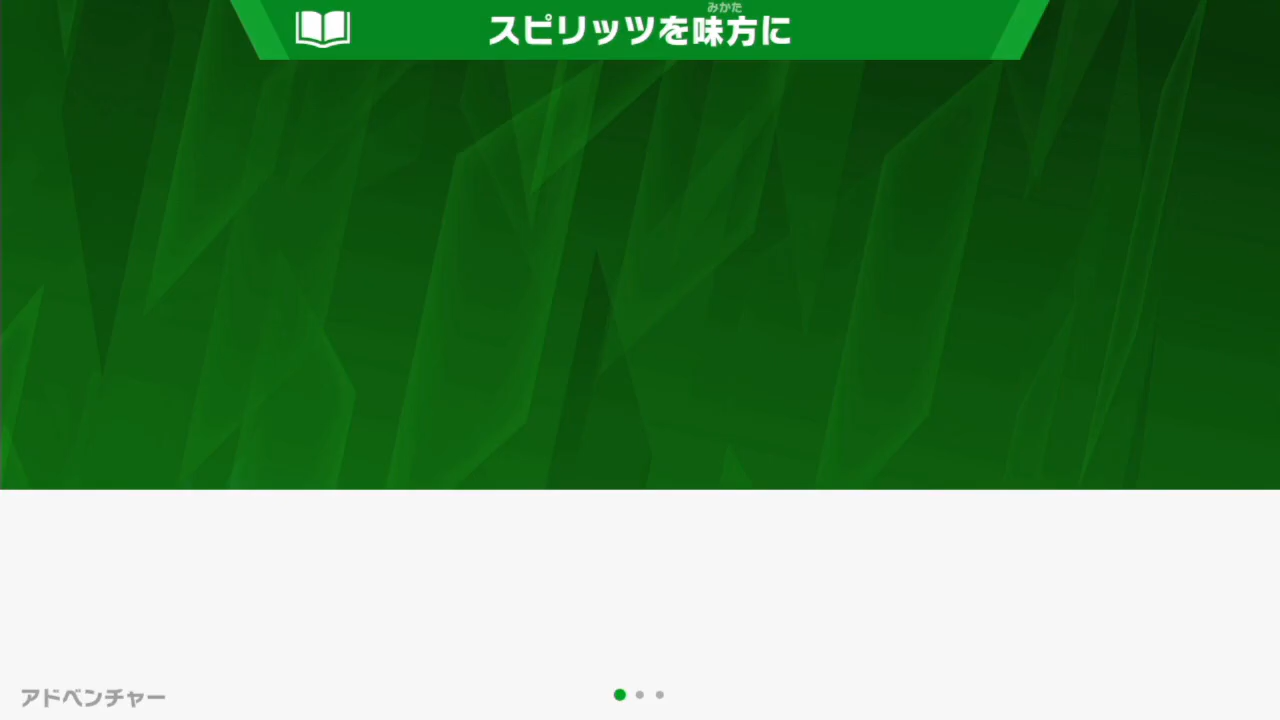 みかた
スピリッツを味方に
アドベンチャー